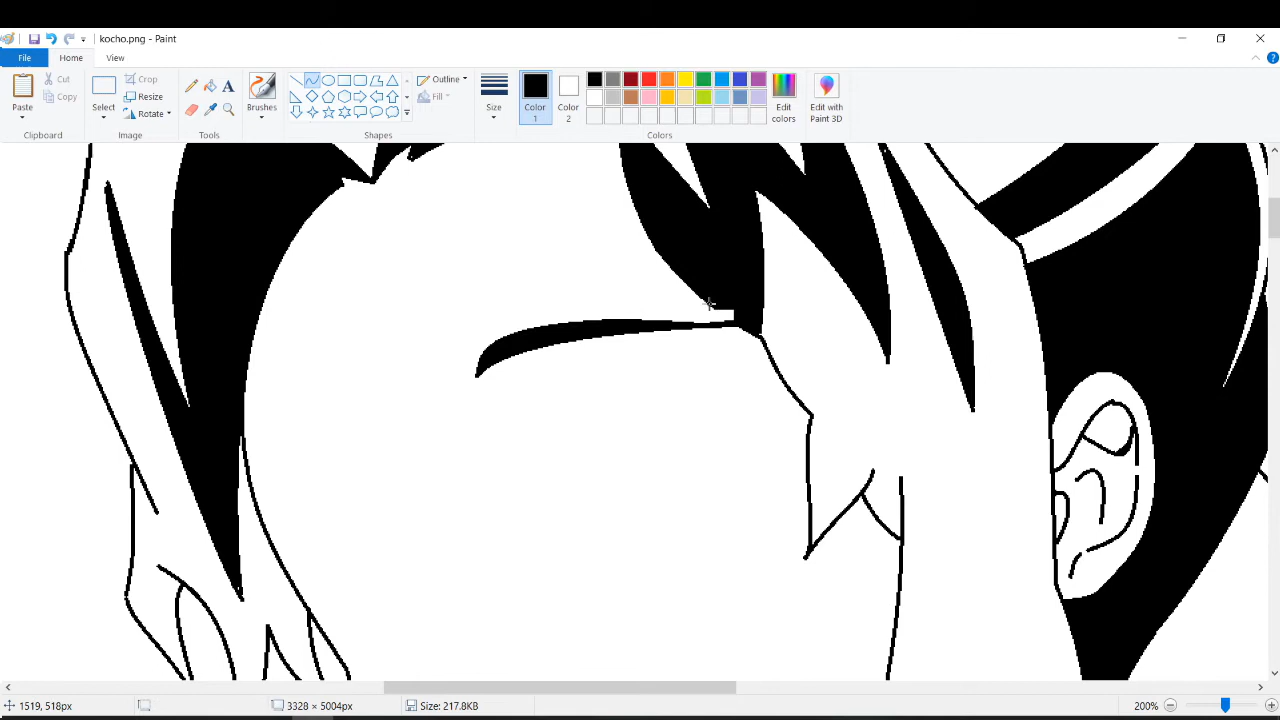 kocho.png - Paint
File Home View
Paste Cut Copy
Clipboard
Select Crop Resize Rotate
Image
A
Tools
Brushes
Outline Fill
Shapes
Size
Color 1
Color 2
Edit colors
Colors
Edit with Paint 3D
1519, 518px 3328 × 5004px Size: 217.8KB 200%